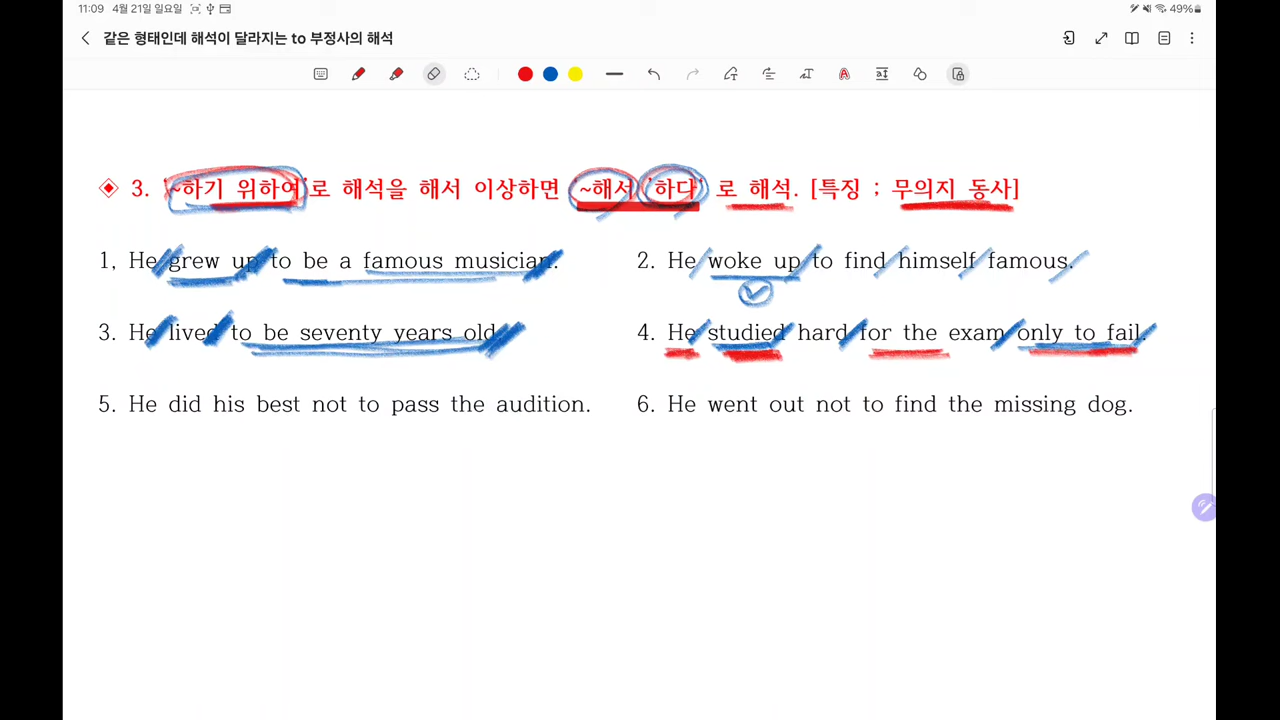 11:09 4월 21일 일요일
49%
같은 형태인데 해석이 달라지는 to 부정사의 해석
◈ 3. '~하기 위하여'로 해석을 해서 이상하면 '~해서' '하다' 로 해석. [특징 ; 무의지 동사]
1, He grew up to be a famous musician.
2. He woke up to find himself famous.
3. He lived to be seventy years old.
4. He studied hard for the exam only to fail.
5. He did his best not to pass the audition.
6. He went out not to find the missing dog.